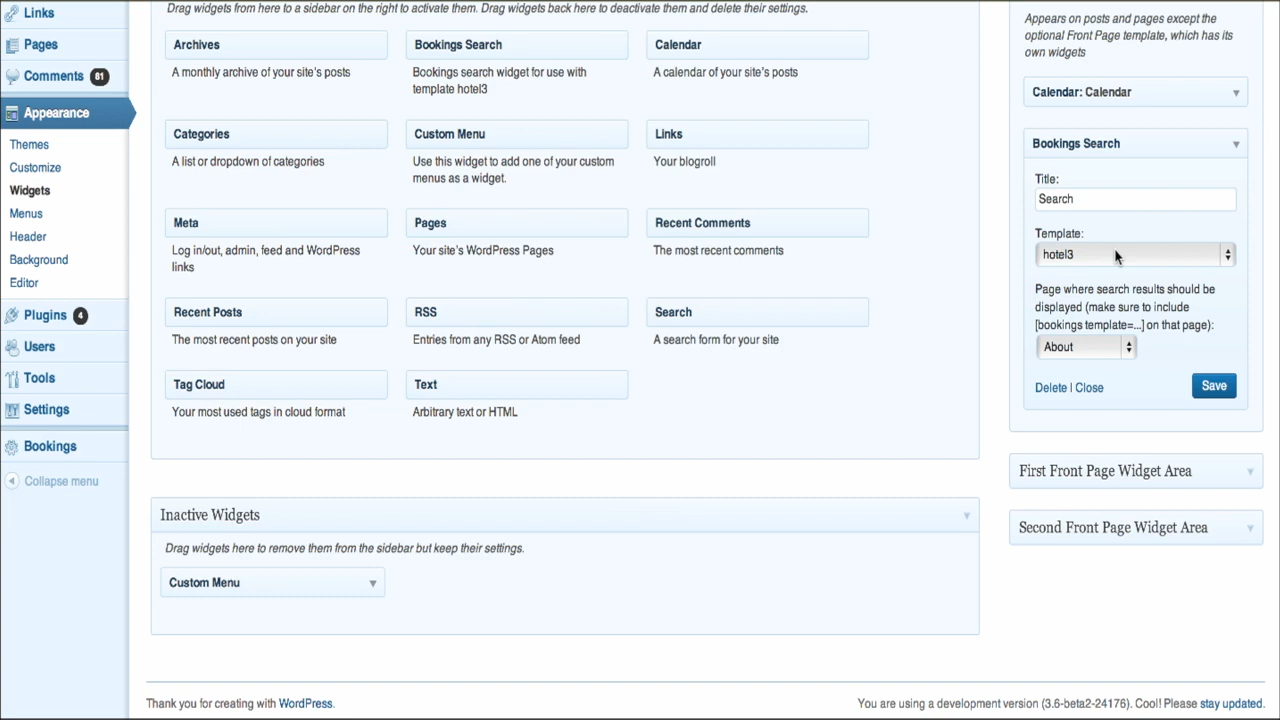 Links
Pages
Comments 81
Appearance
Themes
Customize
Widgets
Menus
Header
Background
Editor
Plugins 4
Users
Tools
Settings
Bookings
Collapse menu
Drag widgets from here to a sidebar on the right to activate them. Drag widgets back here to deactivate them and delete their settings.
Archives
A monthly archive of your site's posts
Bookings Search
Bookings search widget for use with
template hotel3
Calendar
A calendar of your site's posts
Categories
A list or dropdown of categories
Custom Menu
Use this widget to add one of your custom
menus as a widget.
Links
Your blogroll
Meta
Log in/out, admin, feed and WordPress
links
Pages
Your site's WordPress Pages
Recent Comments
The most recent comments
Recent Posts
The most recent posts on your site
RSS
Entries from any RSS or Atom feed
Search
A search form for your site
Tag Cloud
Your most used tags in cloud format
Text
Arbitrary text or HTML
Inactive Widgets
Drag widgets here to remove them from the sidebar but keep their settings.
Custom Menu
Appears on posts and pages except the
optional Front Page template, which has its
own widgets
Calendar: Calendar
Bookings Search
Title:
Search
Template:
hotel3
Page where search results should be
displayed (make sure to include
[bookings template=...] on that page):
About
Delete | Close
Save
First Front Page Widget Area
Second Front Page Widget Area
Thank you for creating with WordPress.
You are using a development version (3.6-beta2-24176). Cool! Please stay updated.